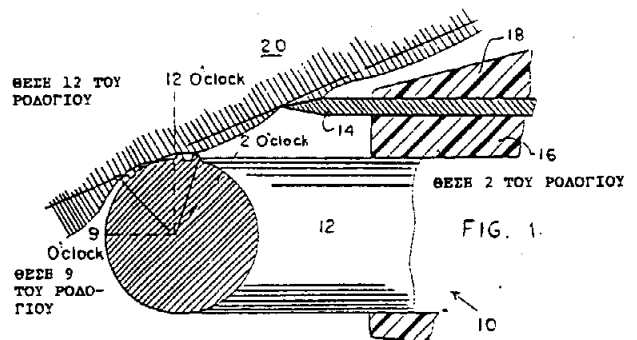 20
18
ΘΕΣΗ 12 ΤΟΥ
ΡΟΔΟΓΙΟΥ
12 O'clock
14
2 O'clock
16
ΘΕΣΗ 2 ΤΟΥ ΡΟΛΟΓΙΟΥ
9
O'clock
12
FIG. 1.
ΘΕΣΗ 9
ΤΟΥ ΡΟΔΟ-
ΓΙΟΥ
10